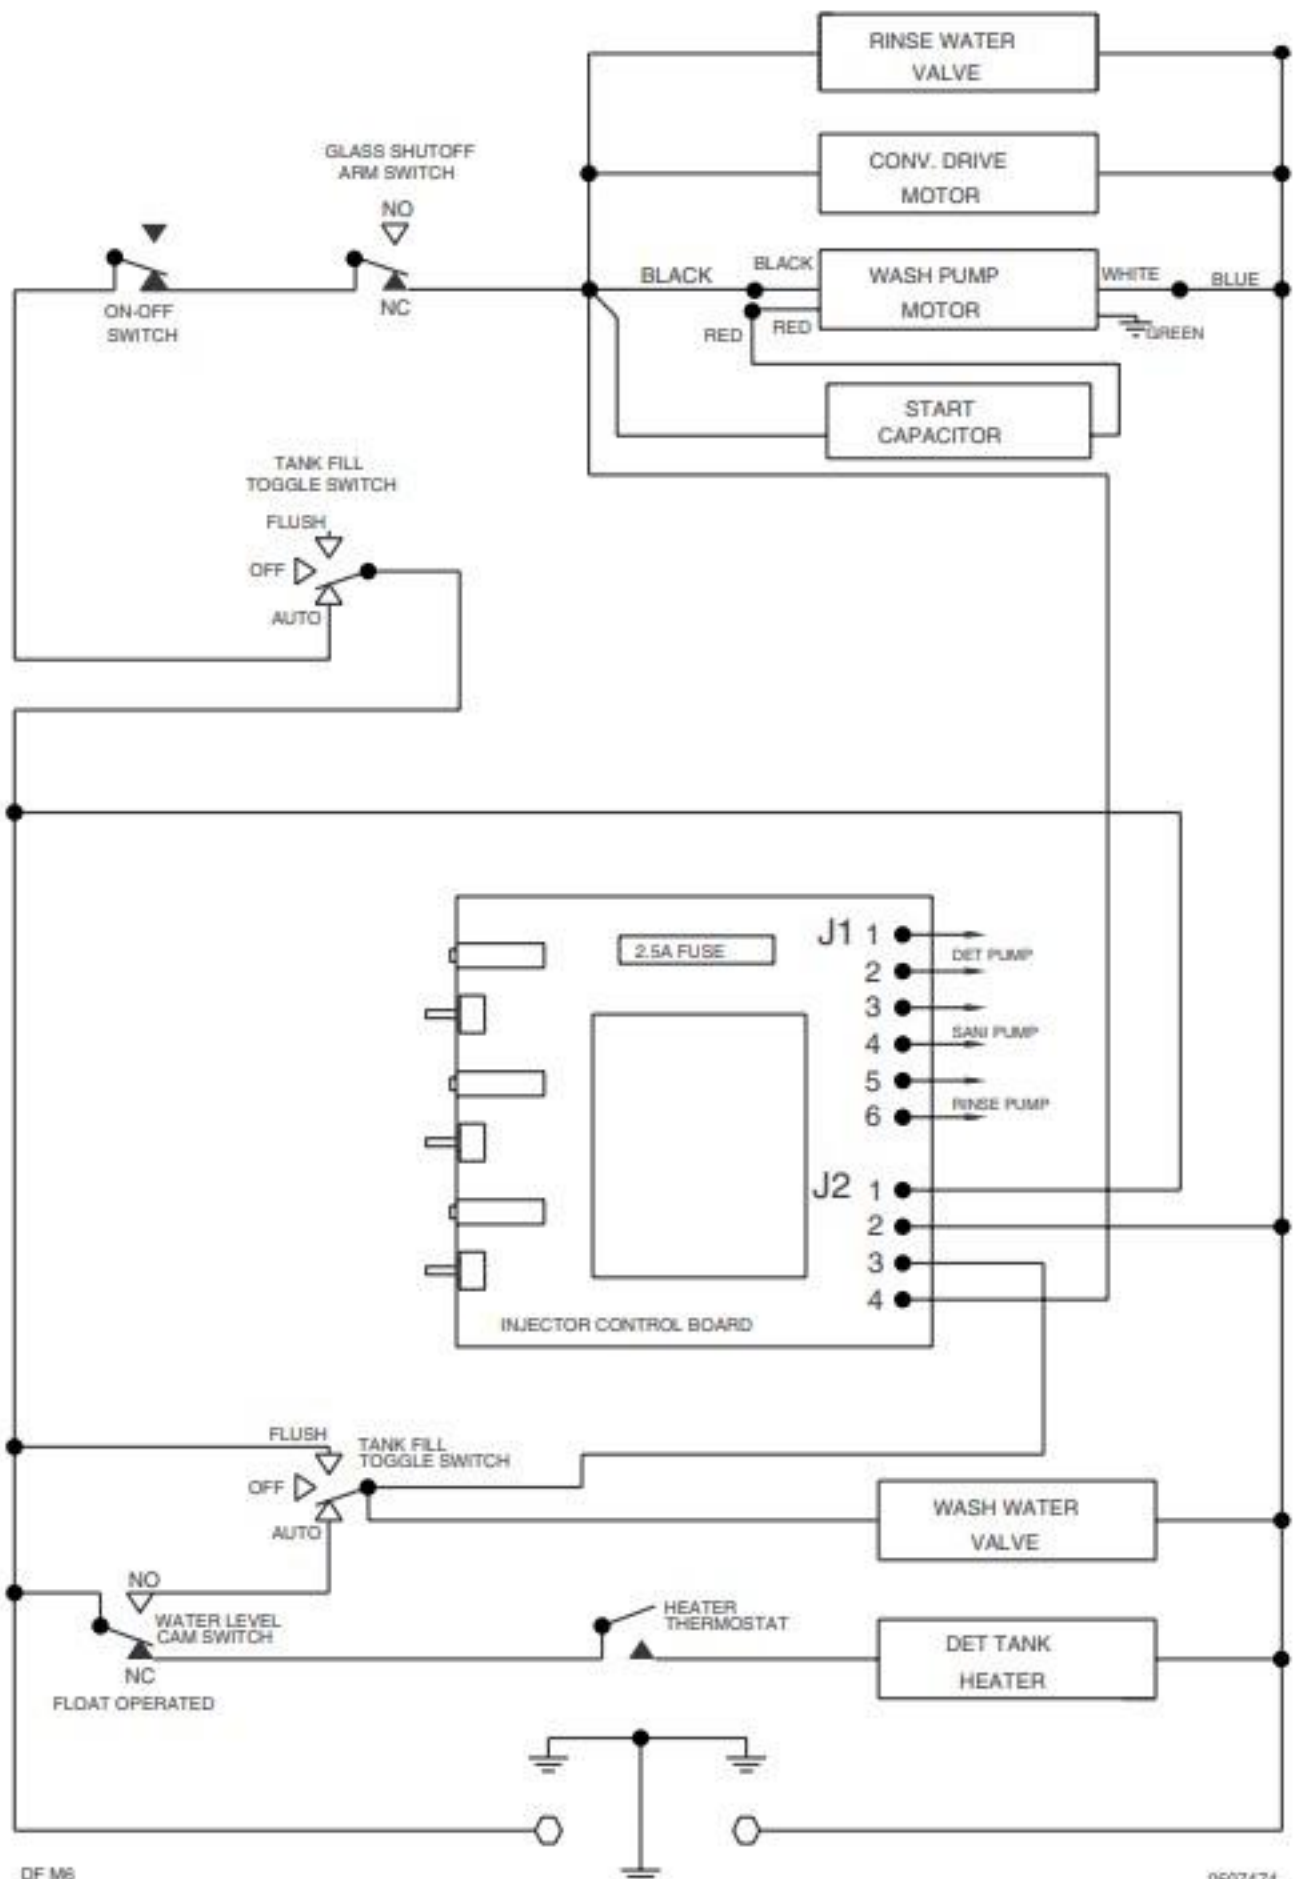 RINSE WATER
VALVE
GLASS SHUTOFF
ARM SWITCH
NO
CONV. DRIVE
MOTOR
BLACK
BLACK
WASH PUMP
MOTOR
WHITE
BLUE
ON-OFF
SWITCH
NC
RED
RED
GREEN
START
CAPACITOR
TANK FILL
TOGGLE SWITCH
FLUSH
OFF
AUTO
2.5A FUSE
J1 1
DET PUMP
2
3
SANI PUMP
4
5
RINSE PUMP
6
J2 1
2
3
4
INJECTOR CONTROL BOARD
FLUSH
TANK FILL
TOGGLE SWITCH
OFF
AUTO
WASH WATER
VALVE
NO
WATER LEVEL
CAM SWITCH
NC
FLOAT OPERATED
HEATER
THERMOSTAT
DET TANK
HEATER
DF M6